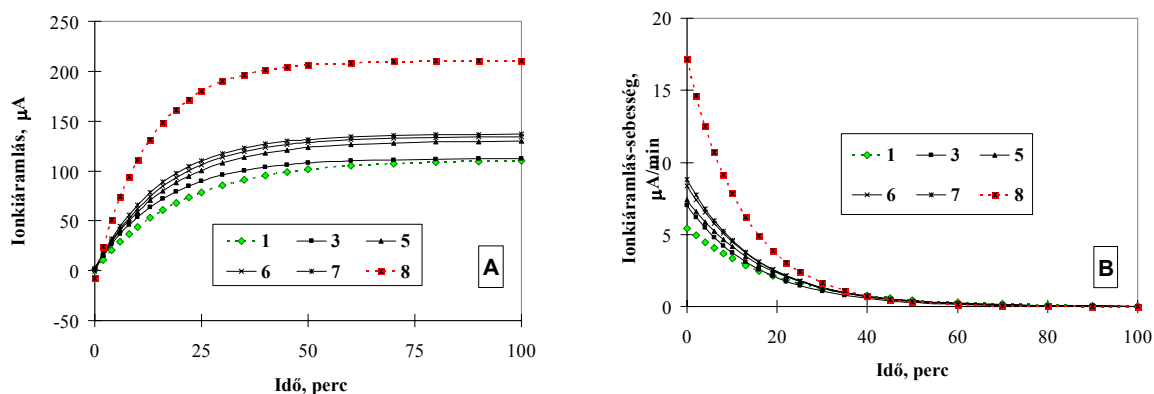 Ionkiáramlás, µA
250
200
150
100
50
0
-50
0 25 50 75 100
Idő, perc
1 3 5
6 7 8
A
Ionkiáramlás-sebesség,
µA/min
20
15
10
5
0
0 20 40 60 80 100
Idő, perc
1 3 5
6 7 8
B